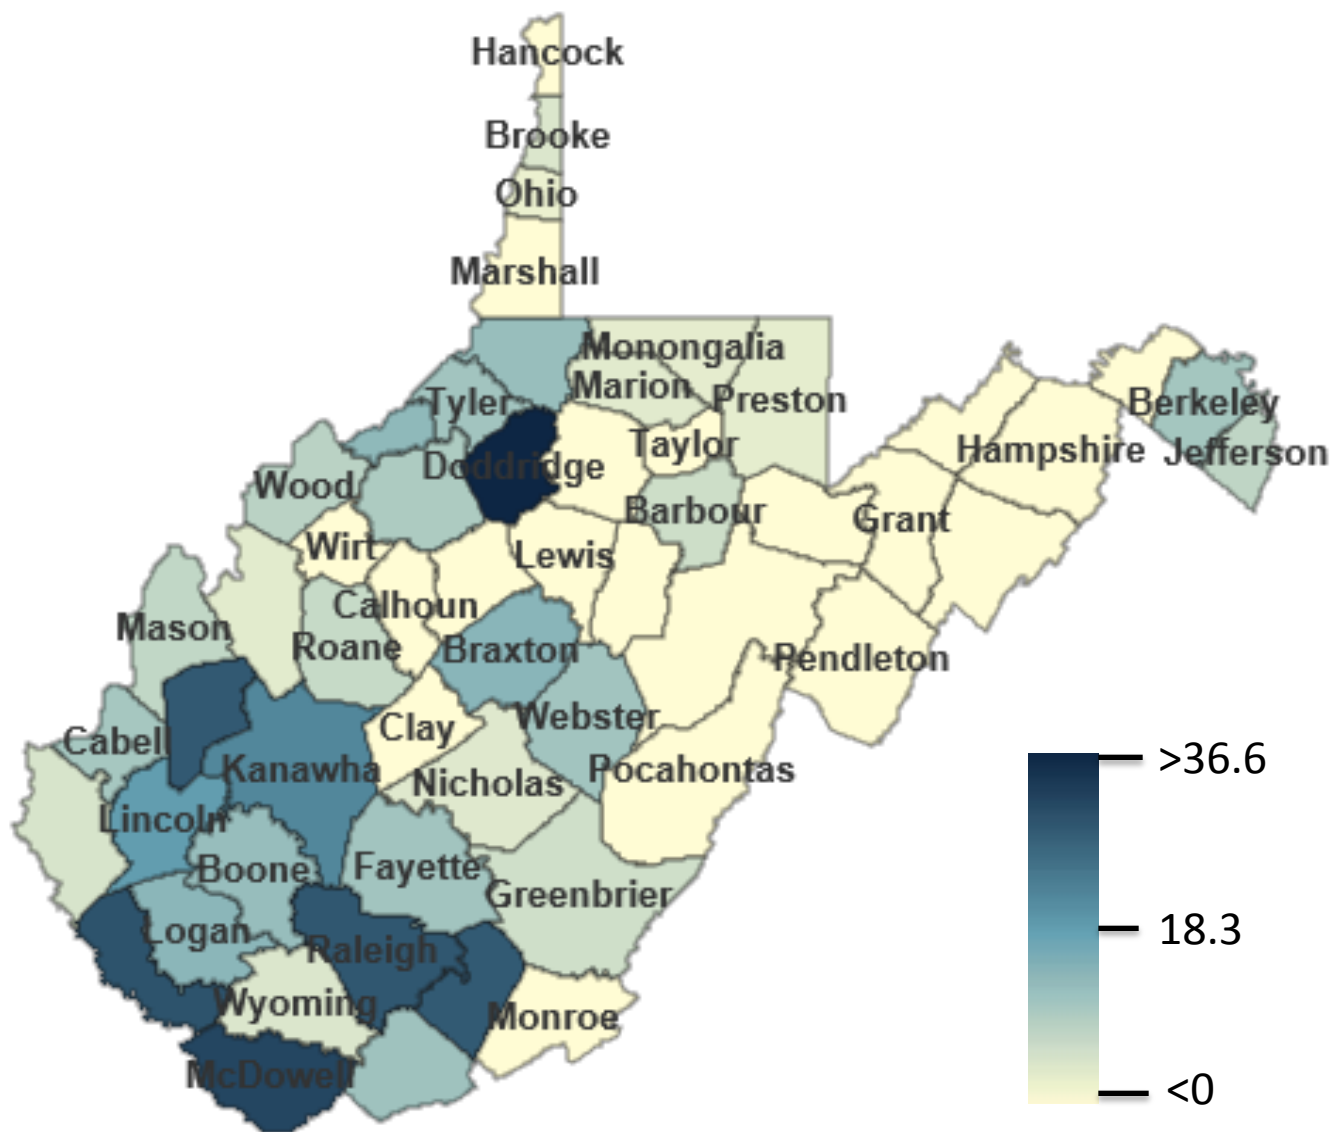 Hancock
Brooke
Ohio
Marshall
Monongalia
Marion
Preston
Tyler
Berkeley
Taylor
Hampshire
Jefferson
Doddridge
Wood
Barbour
Grant
Wirt
Lewis
Calhoun
Mason
Roane
Braxton
Pendleton
Webster
Clay
Cabell
Kanawha
Nicholas
Pocahontas
>36.6
Lincoln
Boone
Fayette
Greenbrier
Logan
18.3
Raleigh
Wyoming
Monroe
McDowell
<0